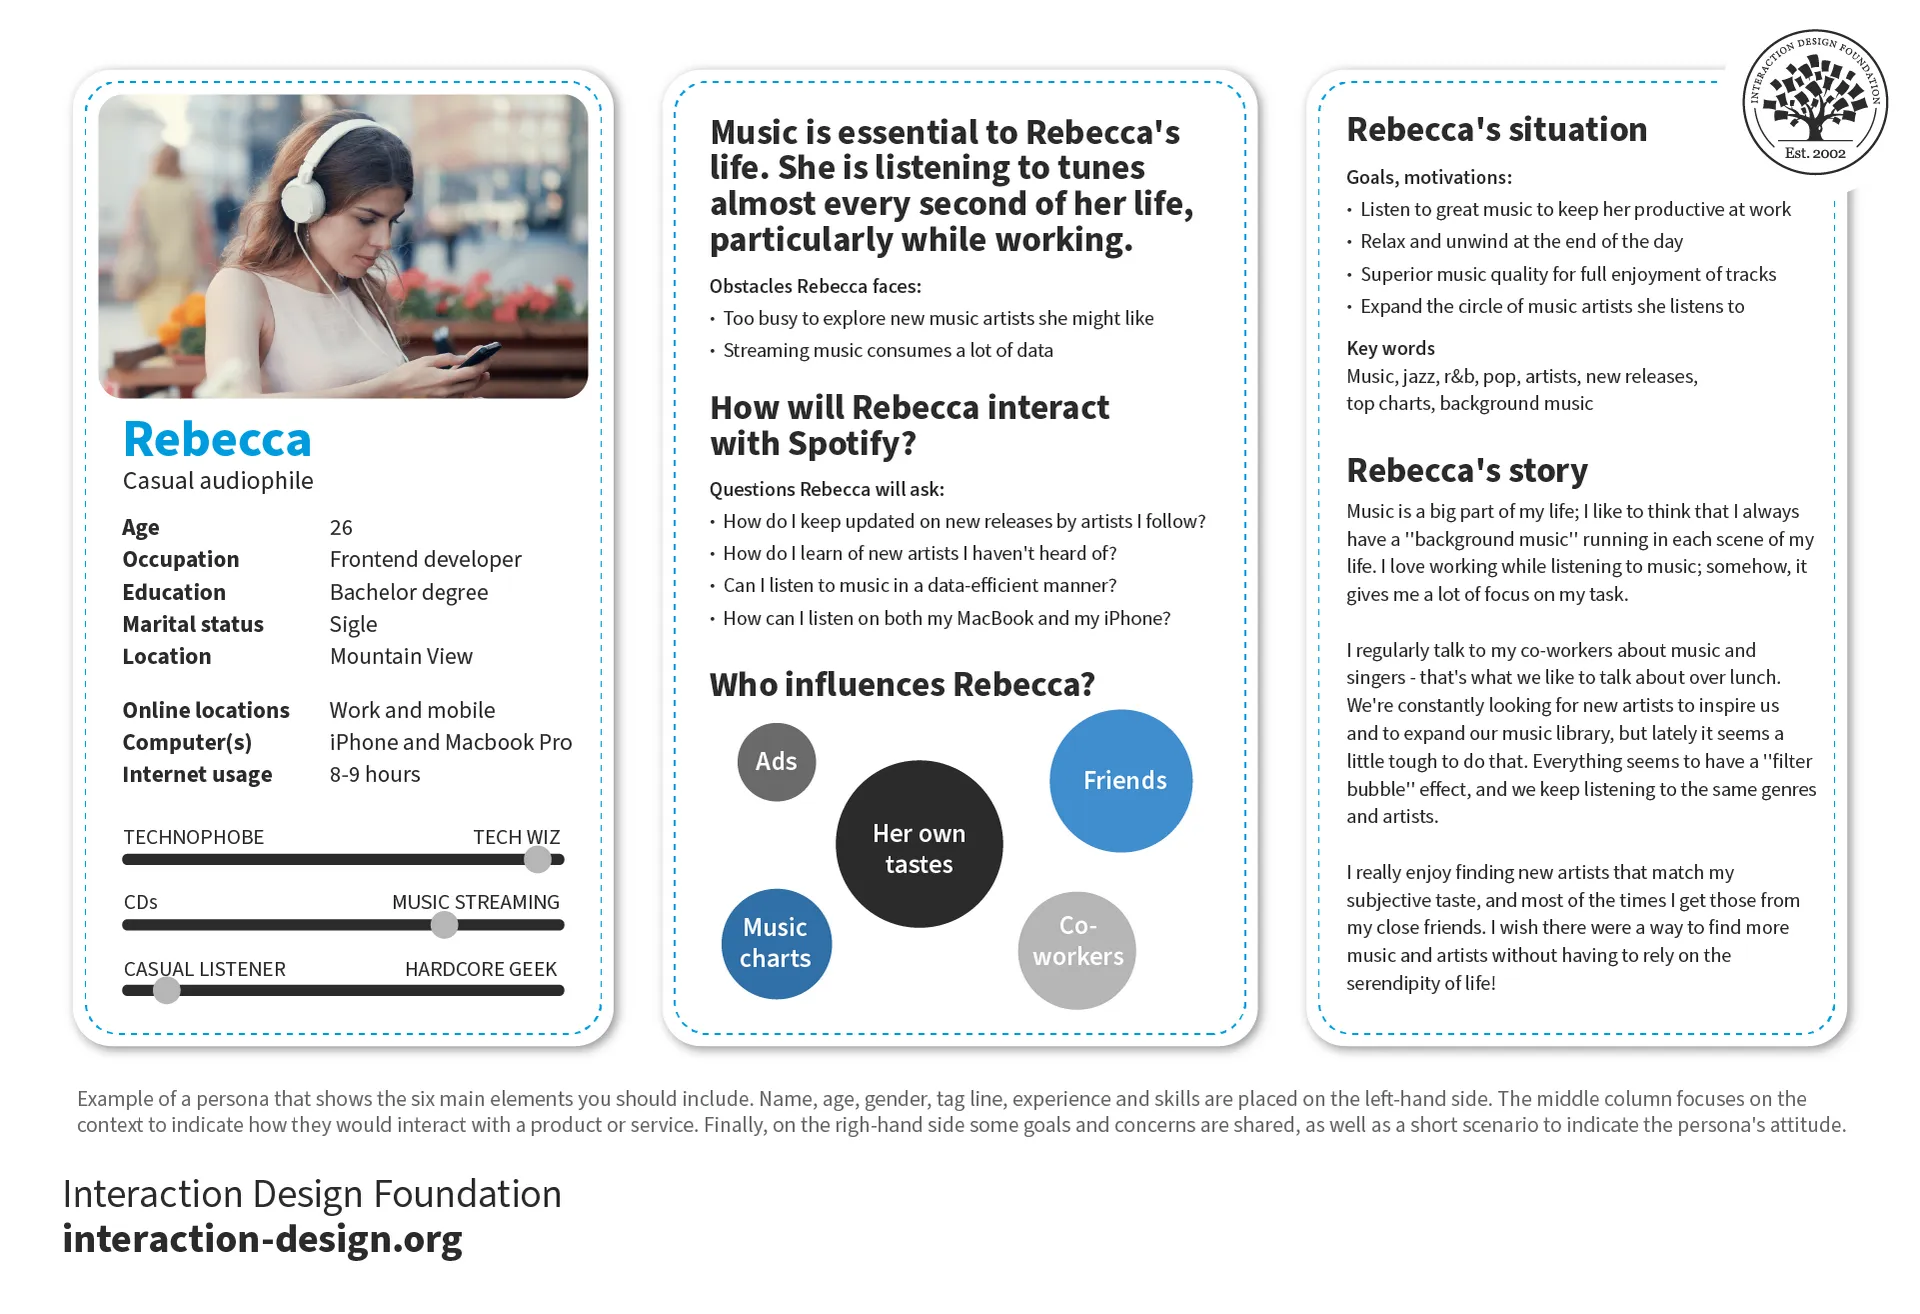 INTERACTION DESIGN FOUNDATION
Est. 2002
Rebecca
Casual audiophile
Age 26
Occupation Frontend developer
Education Bachelor degree
Marital status Sigle
Location Mountain View
Online locations Work and mobile
Computer(s) iPhone and Macbook Pro
Internet usage 8-9 hours
TECHNOPHOBE TECH WIZ
CDs MUSIC STREAMING
CASUAL LISTENER HARDCORE GEEK
Music is essential to Rebecca's
life. She is listening to tunes
almost every second of her life,
particularly while working.
Obstacles Rebecca faces:
· Too busy to explore new music artists she might like
· Streaming music consumes a lot of data
How will Rebecca interact
with Spotify?
Questions Rebecca will ask:
· How do I keep updated on new releases by artists I follow?
· How do I learn of new artists I haven't heard of?
· Can I listen to music in a data-efficient manner?
· How can I listen on both my MacBook and my iPhone?
Who influences Rebecca?
Ads
Friends
Her own
tastes
Music
charts
Co-
workers
Rebecca's situation
Goals, motivations:
· Listen to great music to keep her productive at work
· Relax and unwind at the end of the day
· Superior music quality for full enjoyment of tracks
· Expand the circle of music artists she listens to
Key words
Music, jazz, r&b, pop, artists, new releases,
top charts, background music
Rebecca's story
Music is a big part of my life; I like to think that I always
have a ''background music'' running in each scene of my
life. I love working while listening to music; somehow, it
gives me a lot of focus on my task.
I regularly talk to my co-workers about music and
singers - that's what we like to talk about over lunch.
We're constantly looking for new artists to inspire us
and to expand our music library, but lately it seems a
little tough to do that. Everything seems to have a ''filter
bubble'' effect, and we keep listening to the same genres
and artists.
I really enjoy finding new artists that match my
subjective taste, and most of the times I get those from
my close friends. I wish there were a way to find more
music and artists without having to rely on the
serendipity of life!
Example of a persona that shows the six main elements you should include. Name, age, gender, tag line, experience and skills are placed on the left-hand side. The middle column focuses on the
context to indicate how they would interact with a product or service. Finally, on the righ-hand side some goals and concerns are shared, as well as a short scenario to indicate the persona's attitude.
Interaction Design Foundation
interaction-design.org